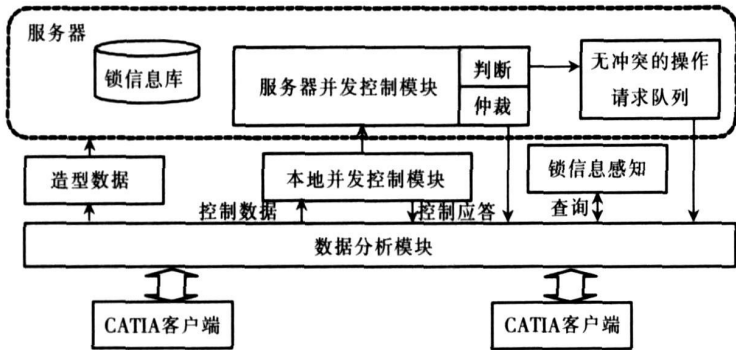 服务器
锁信息库
服务器并发控制模块
判断
仲裁
无冲突的操作
请求队列
造型数据
本地并发控制模块
锁信息感知
控制数据
控制应答
查询
数据分析模块
CATIA客户端
CATIA客户端